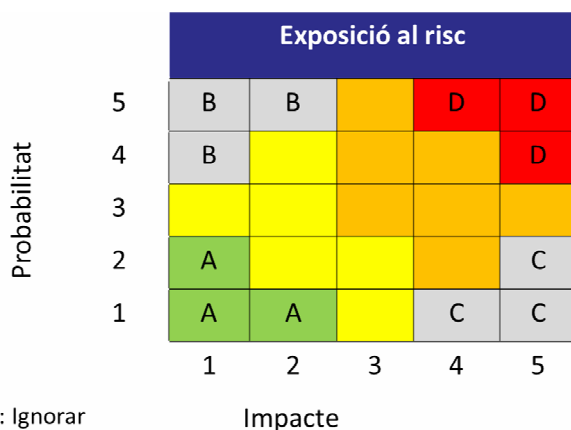 Exposició al risc
5 B B D D
4 B D
Probabilitat
3
2 A C
1 A A C C
1 2 3 4 5
: Ignorar Impacte